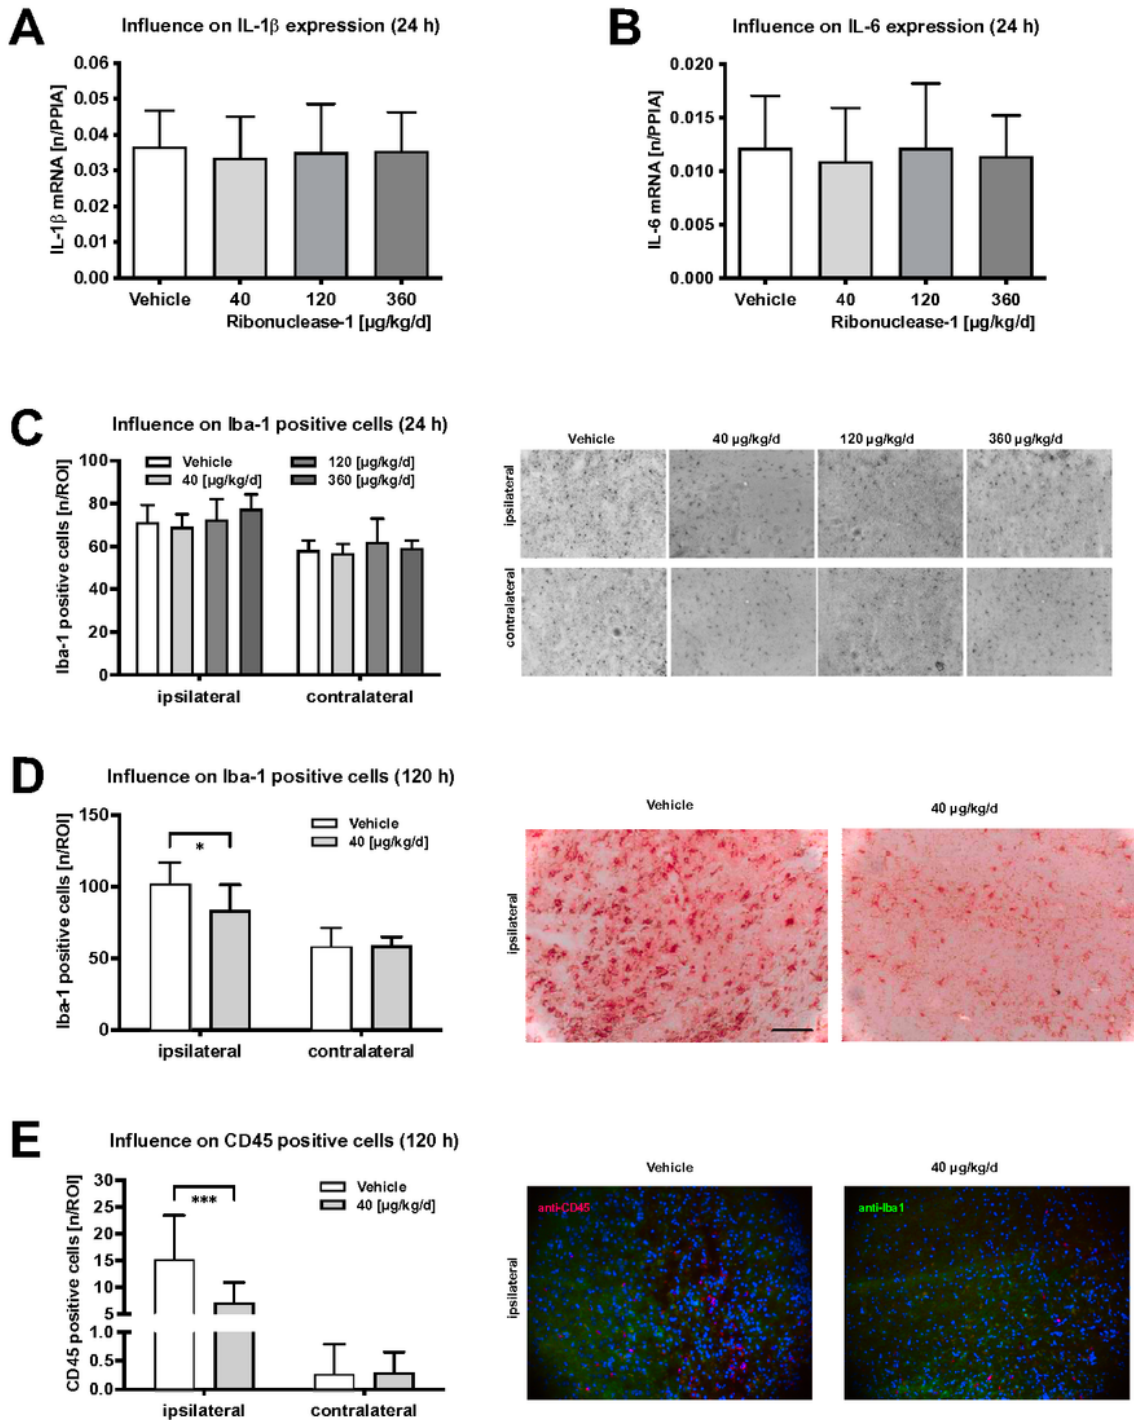 A
Influence on IL-1β expression (24 h)
IL-1β mRNA [n/PPIA]
0.06
0.05
0.04
0.03
0.02
0.01
0.00
Vehicle 40 120 360
Ribonuclease-1 [µg/kg/d]
B
Influence on IL-6 expression (24 h)
IL-6 mRNA [n/PPIA]
0.020
0.015
0.010
0.005
0.000
Vehicle 40 120 360
Ribonuclease-1 [µg/kg/d]
C
Influence on Iba-1 positive cells (24 h)
Iba-1 positive cells [n/ROI]
100
80
60
40
20
0
Vehicle 120 [µg/kg/d]
40 [µg/kg/d] 360 [µg/kg/d]
ipsilateral contralateral
Vehicle 40 µg/kg/d 120 µg/kg/d 360 µg/kg/d
ipsilateral
contralateral
D
Influence on Iba-1 positive cells (120 h)
Iba-1 positive cells [n/ROI]
150
100
50
0
*
Vehicle
40 [µg/kg/d]
ipsilateral contralateral
Vehicle 40 µg/kg/d
ipsilateral
E
Influence on CD45 positive cells (120 h)
CD45 positive cells [n/ROI]
30
25
20
15
10
5
1.0
0.5
0.0
***
Vehicle
40 [µg/kg/d]
ipsilateral contralateral
Vehicle 40 µg/kg/d
ipsilateral
anti-CD45 anti-Iba1